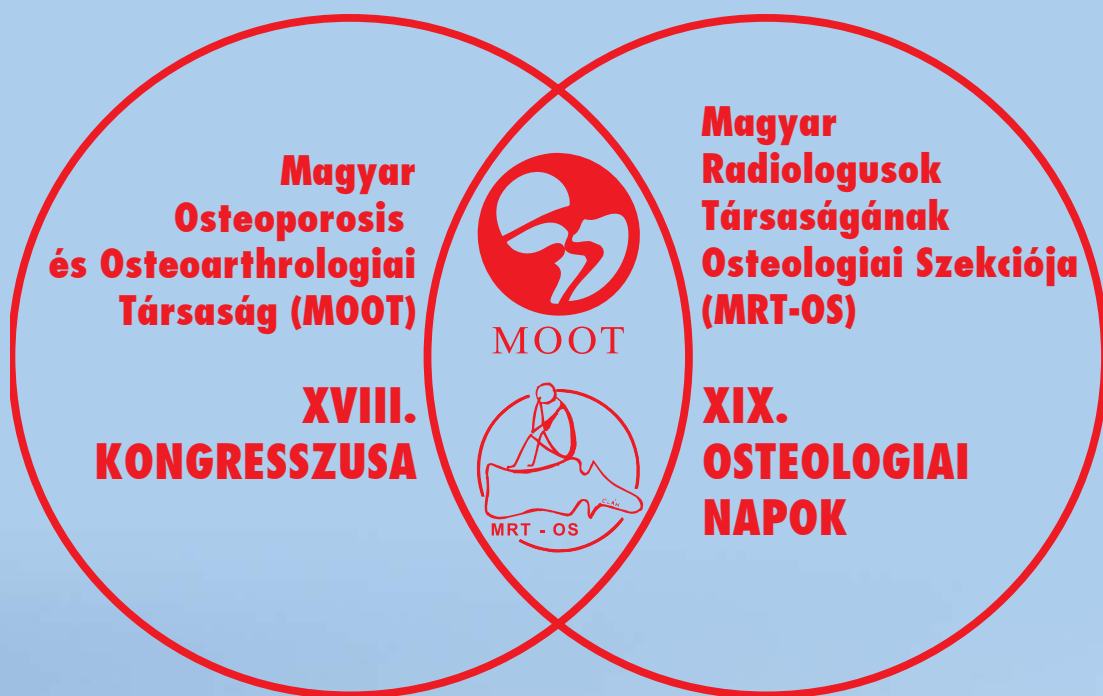 Magyar
Osteoporosis
és Osteoarthrologiai
Társaság (MOOT)
XVIII.
KONGRESSZUSA
MOOT
MRT - OS
Magyar
Radiologusok
Társaságának
Osteologiai Szekciója
(MRT-OS)
XIX.
OSTEOLOGIAI
NAPOK